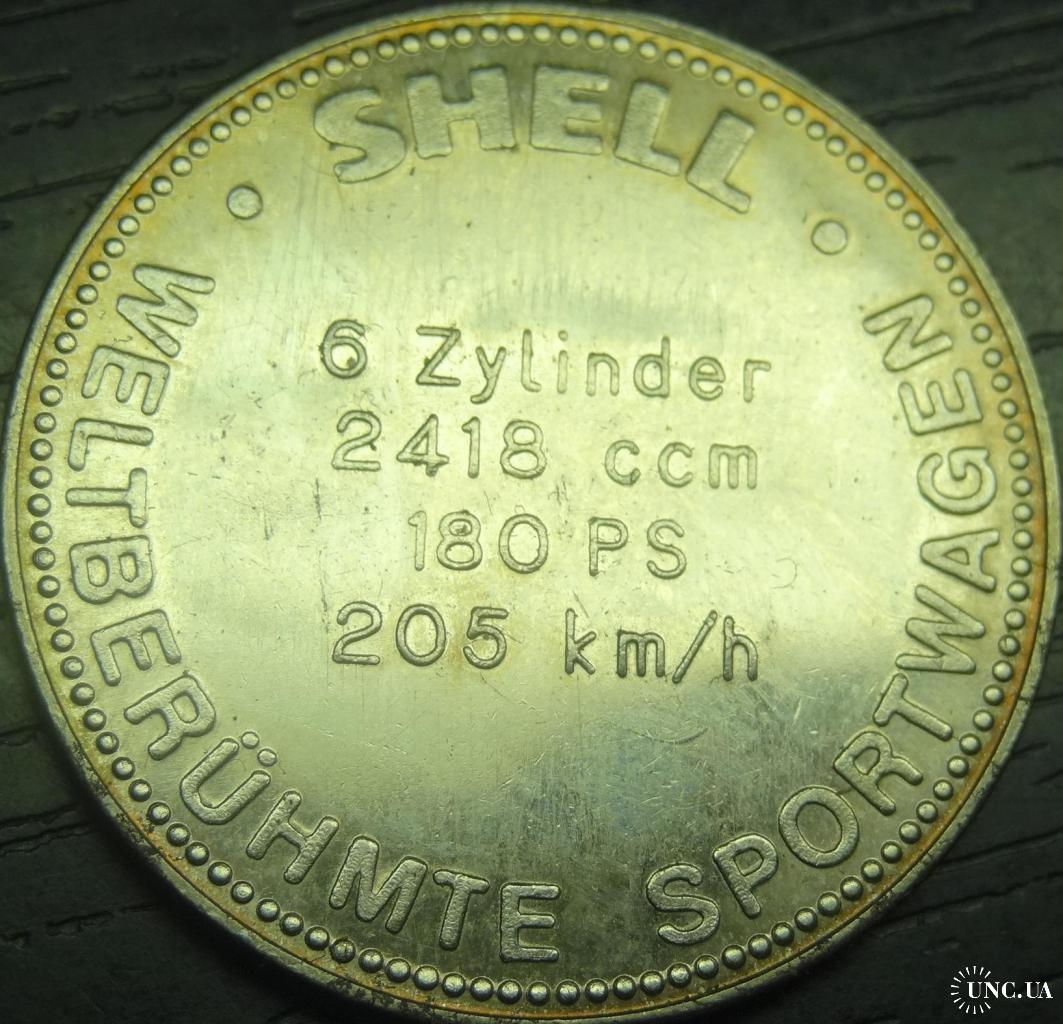 SHELL
6 Zylinder
2418 ccm
180 PS
205 km/h
WELTBERÜHMTE SPORTWAGEN
UNC.UA